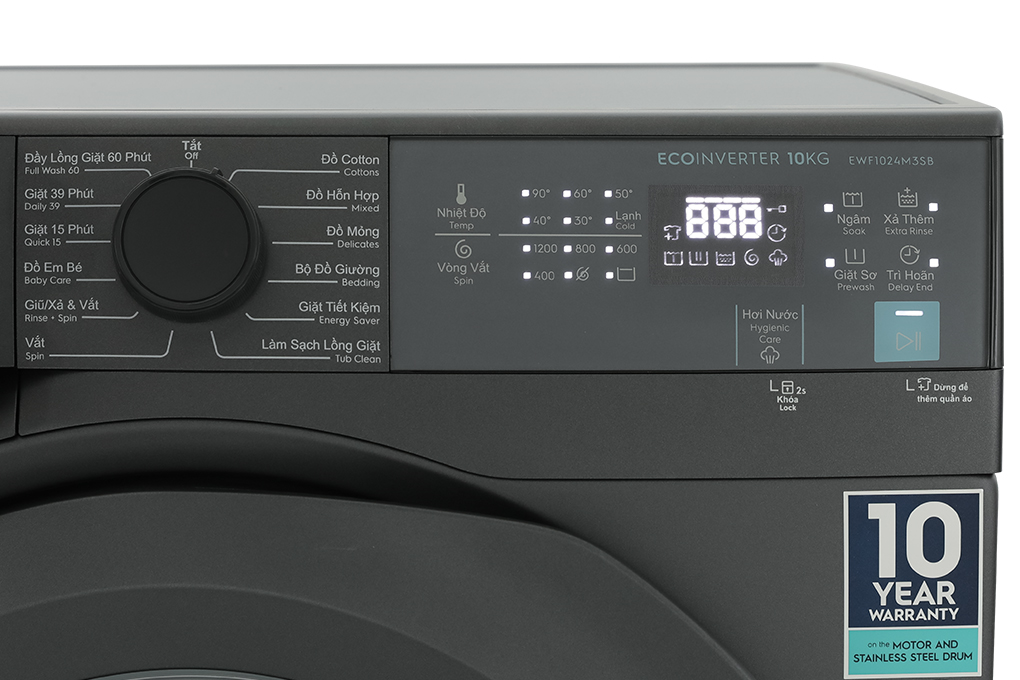 Tắt
Off
Đầy Lồng Giặt 60 Phút
Full Wash 60
Giặt 39 Phút
Daily 39
Giặt 15 Phút
Quick 15
Đồ Em Bé
Baby Care
Giũ/Xả & Vắt
Rinse + Spin
Vắt
Spin
Đồ Cotton
Cottons
Đồ Hỗn Hợp
Mixed
Đồ Mỏng
Delicates
Bộ Đồ Giường
Bedding
Giặt Tiết Kiệm
Energy Saver
Làm Sạch Lồng Giặt
Tub Clean
ECOINVERTER 10KG EWF1024M3SB
Nhiệt Độ
Temp
Vòng Vắt
Spin
90° 60° 50°
40° 30° Lạnh
Cold
1200 800 600
400
888
Ngâm
Soak
Xả Thêm
Extra Rinse
Giặt Sơ
Prewash
Trì Hoãn
Delay End
Hơi Nước
Hygienic
Care
2s
Khóa
Lock
Dừng để
thêm quần áo
10
YEAR
WARRANTY
on the MOTOR AND
STAINLESS STEEL DRUM